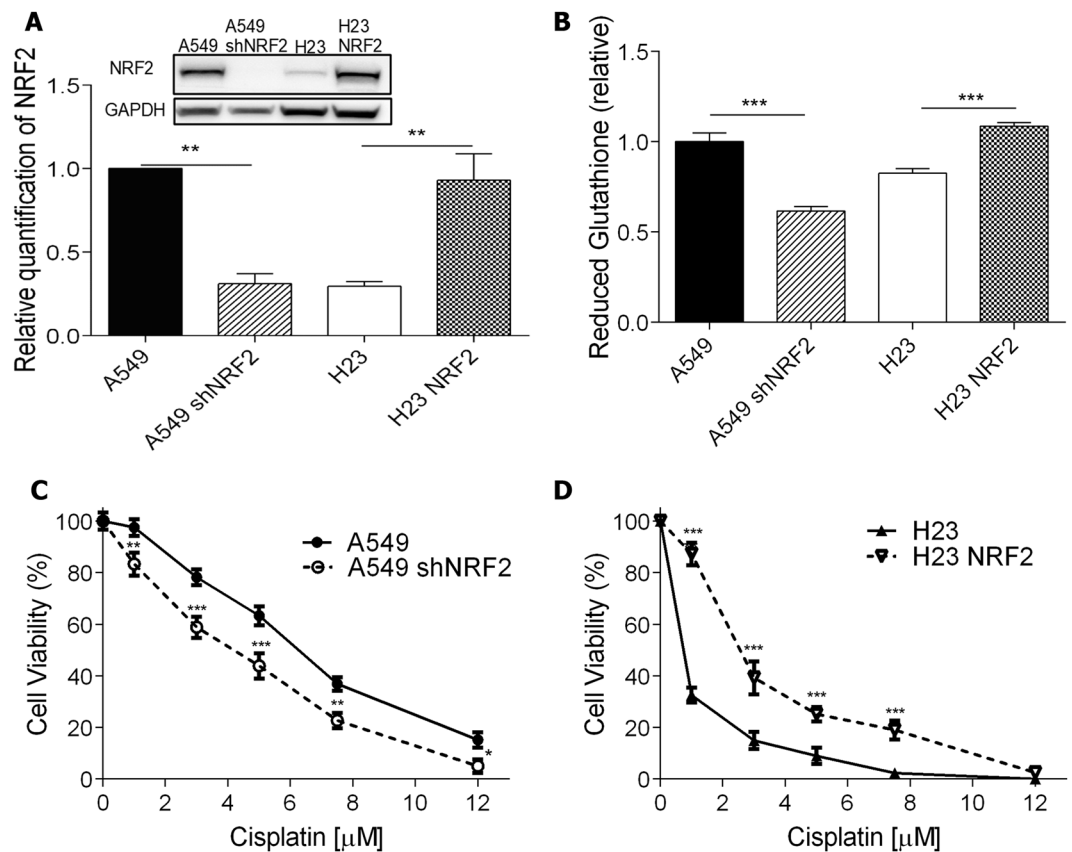 A
A549
A549
shNRF2
H23
H23
NRF2
NRF2
GAPDH
Relative quantification of NRF2
1.5
1.0
0.5
0.0
**
**
A549
A549 shNRF2
H23
H23 NRF2
B
Reduced Glutathione (relative)
1.5
1.0
0.5
0.0
***
***
A549
A549 shNRF2
H23
H23 NRF2
C
Cell Viability (%)
100
80
60
40
20
0
A549
A549 shNRF2
**
***
***
**
*
0 2 4 6 8 10 12
Cisplatin [μM]
D
Cell Viability (%)
100
80
60
40
20
0
H23
H23 NRF2
***
***
***
***
0 2 4 6 8 10 12
Cisplatin [μM]